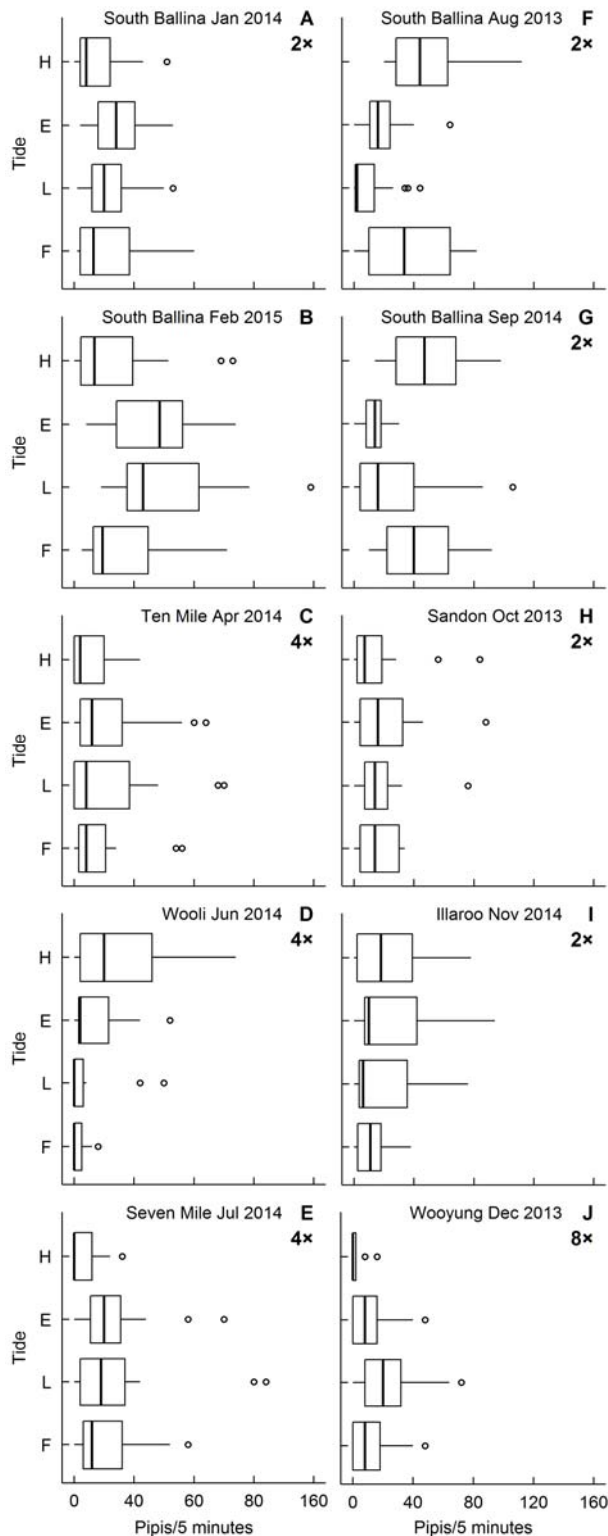 South Ballina Jan 2014 A
2×
H
E
L
F
Tide
South Ballina Aug 2013 F
2×
South Ballina Feb 2015 B
H
E
L
F
Tide
South Ballina Sep 2014 G
2×
Ten Mile Apr 2014 C
4×
H
E
L
F
Tide
Sandon Oct 2013 H
2×
Wooli Jun 2014 D
4×
H
E
L
F
Tide
Illaroo Nov 2014 I
2×
Seven Mile Jul 2014 E
4×
H
E
L
F
Tide
0 40 80 160
Pipis/5 minutes
Wooyung Dec 2013 J
8×
0 40 80 120 160
Pipis/5 minutes